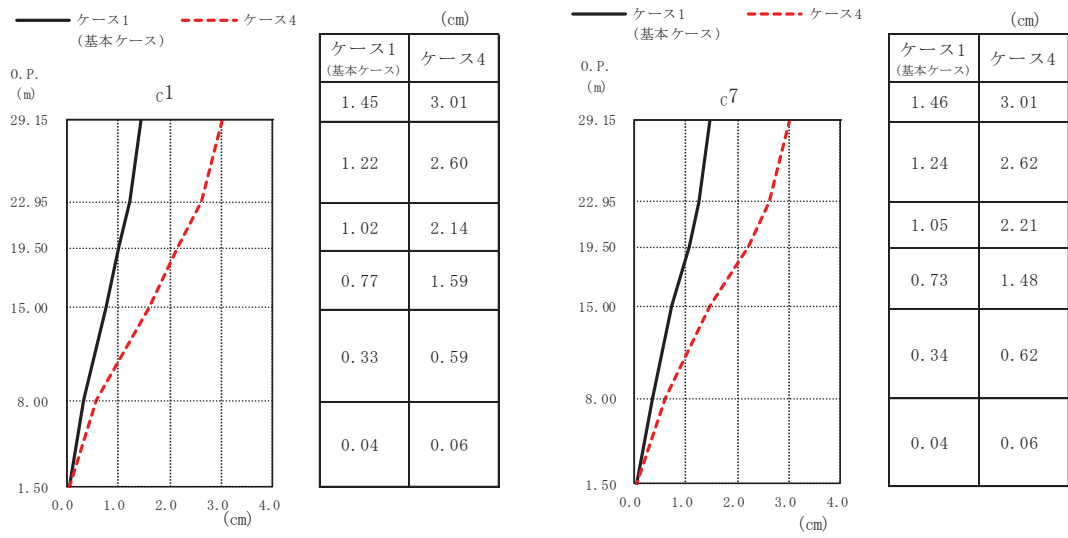 ケース1
(基本ケース)
ケース4
O.P.
(m)
C1
29.15
22.95
19.50
15.00
8.00
1.50
0.0 1.0 2.0 3.0 4.0
(cm)
(cm)
ケース1
(基本ケース) ケース4
1.45 3.01
1.22 2.60
1.02 2.14
0.77 1.59
0.33 0.59
0.04 0.06
ケース1
(基本ケース)
ケース4
O.P.
(m)
C7
29.15
22.95
19.50
15.00
8.00
1.50
0.0 1.0 2.0 3.0 4.0
(cm)
(cm)
ケース1
(基本ケース) ケース4
1.46 3.01
1.24 2.62
1.05 2.21
0.73 1.48
0.34 0.62
0.04 0.06